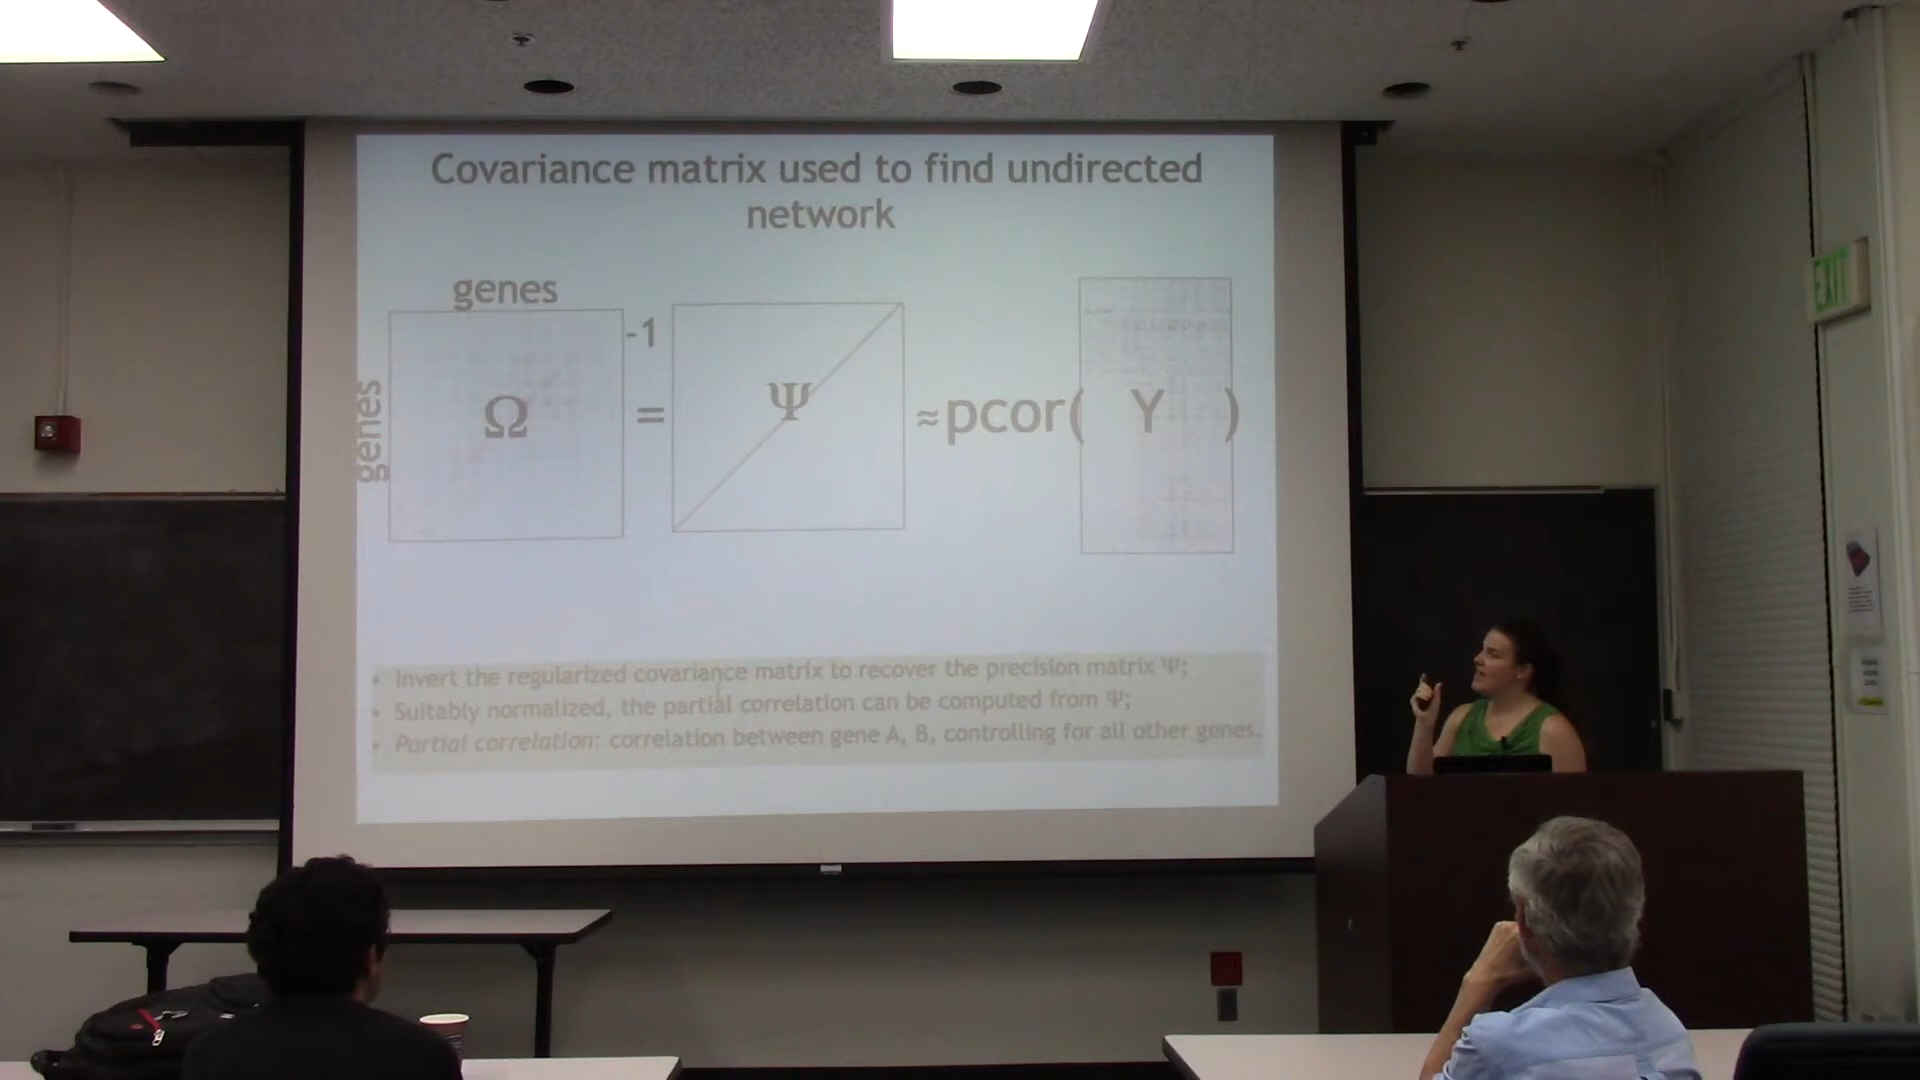 Covariance matrix used to find undirected
network
genes
genes
Ω
-1
=
Ψ
≈pcor( Y )
• Invert the regularized covariance matrix to recover the precision matrix Ψ;
• Suitably normalized, the partial correlation can be computed from Ψ;
• Partial correlation: correlation between gene A, B, controlling for all other genes.
EXIT